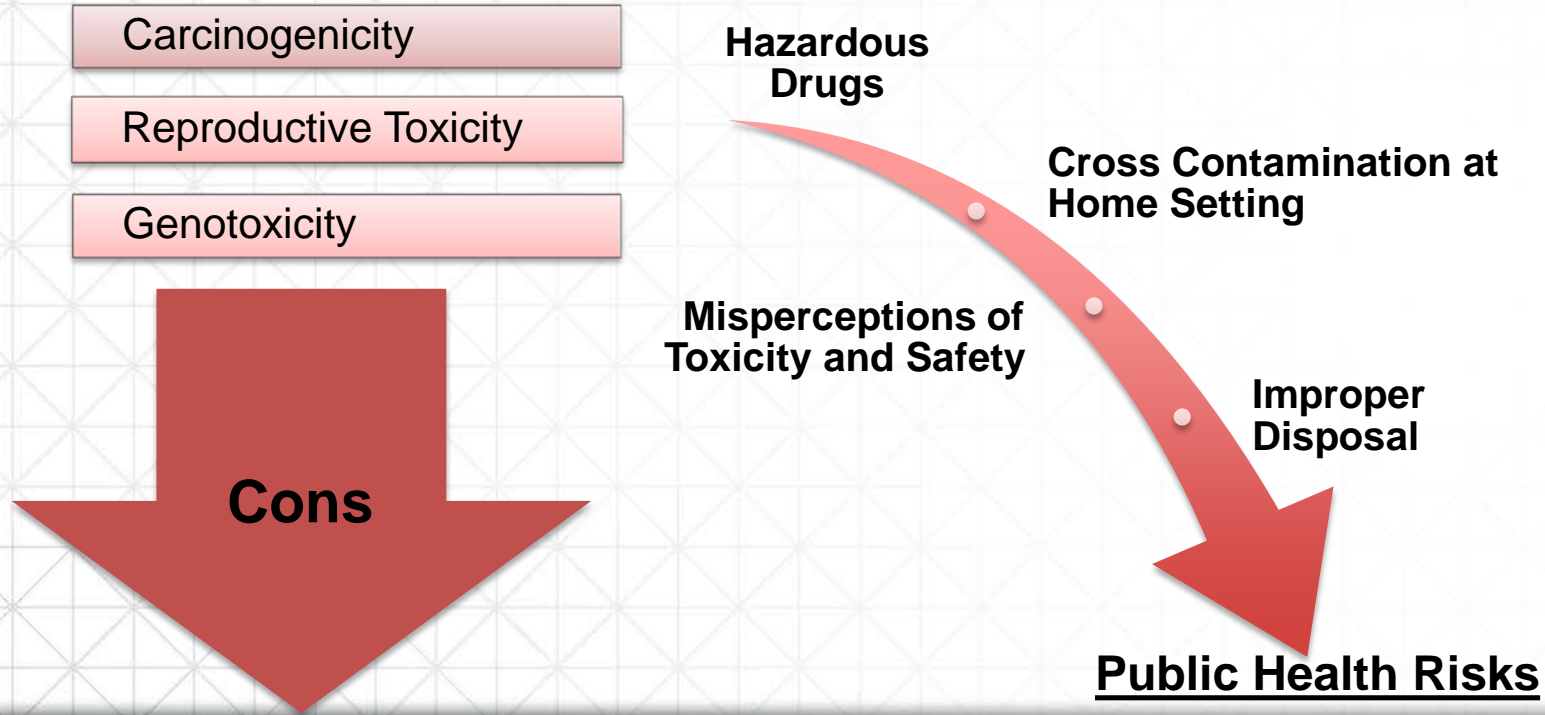 Carcinogenicity
Reproductive Toxicity
Genotoxicity
Cons
Hazardous
Drugs
Cross Contamination at
Home Setting
Misperceptions of
Toxicity and Safety
Improper
Disposal
Public Health Risks